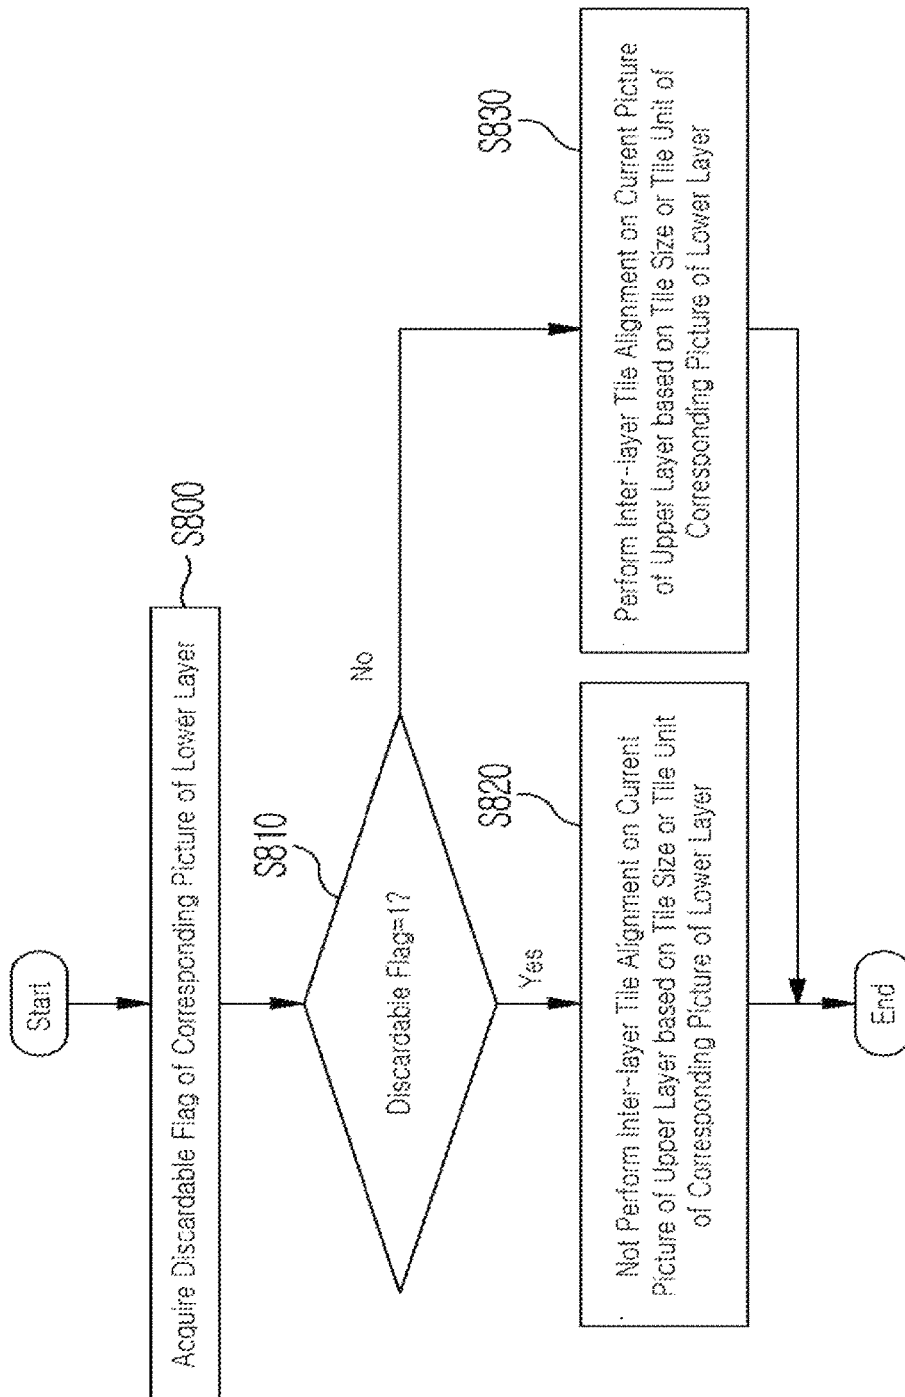 Start
Acquire Discardable Flag of Corresponding Picture of Lower Layer
S800
Discardable Flag=1?
S810
Yes
No
Not Perform Inter-layer Tile Alignment on Current
Picture of Upper Layer based on Tile Size or Tile Unit
of Corresponding Picture of Lower Layer
S820
Perform Inter-layer Tile Alignment on Current Picture
of Upper Layer based on Tile Size or Tile Unit of
Corresponding Picture of Lower Layer
S830
End